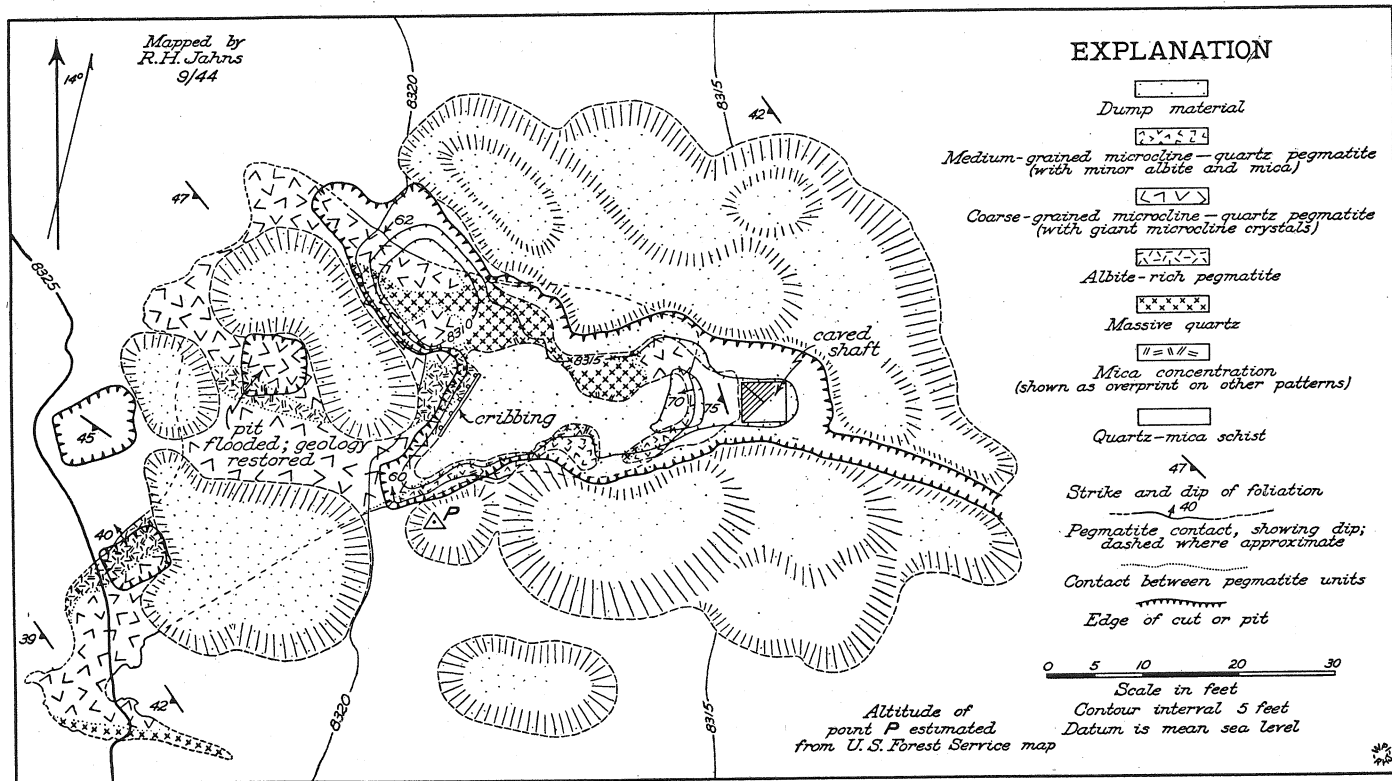 Mapped by
R.H. Jahns
9/44
14°
8320
8315
42
47
62
8325
8310
8315
caved
shaft
70
75
cribbing
45
pit
flooded; geology
restored
60
P
40
39
42
8320
8315
Altitude of
point P estimated
from U.S. Forest Service map
EXPLANATION
Dump material
Medium-grained microcline—quartz pegmatite
(with minor albite and mica)
Coarse-grained microcline—quartz pegmatite
(with giant microcline crystals)
Albite-rich pegmatite
Massive quartz
Mica concentration
(shown as overprint on other patterns)
Quartz-mica schist
47
Strike and dip of foliation
40
Pegmatite contact, showing dip;
dashed where approximate
Contact between pegmatite units
Edge of cut or pit
0 5 10 20 30
Scale in feet
Contour interval 5 feet
Datum is mean sea level